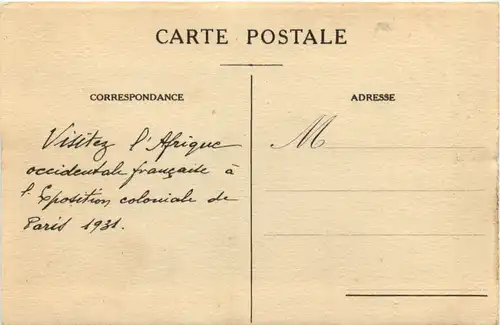 CARTE POSTALE
CORRESPONDANCE
ADRESSE
Visitez l'Afrique
occidentale française à
l'Exposition coloniale de
Paris 1931.
M